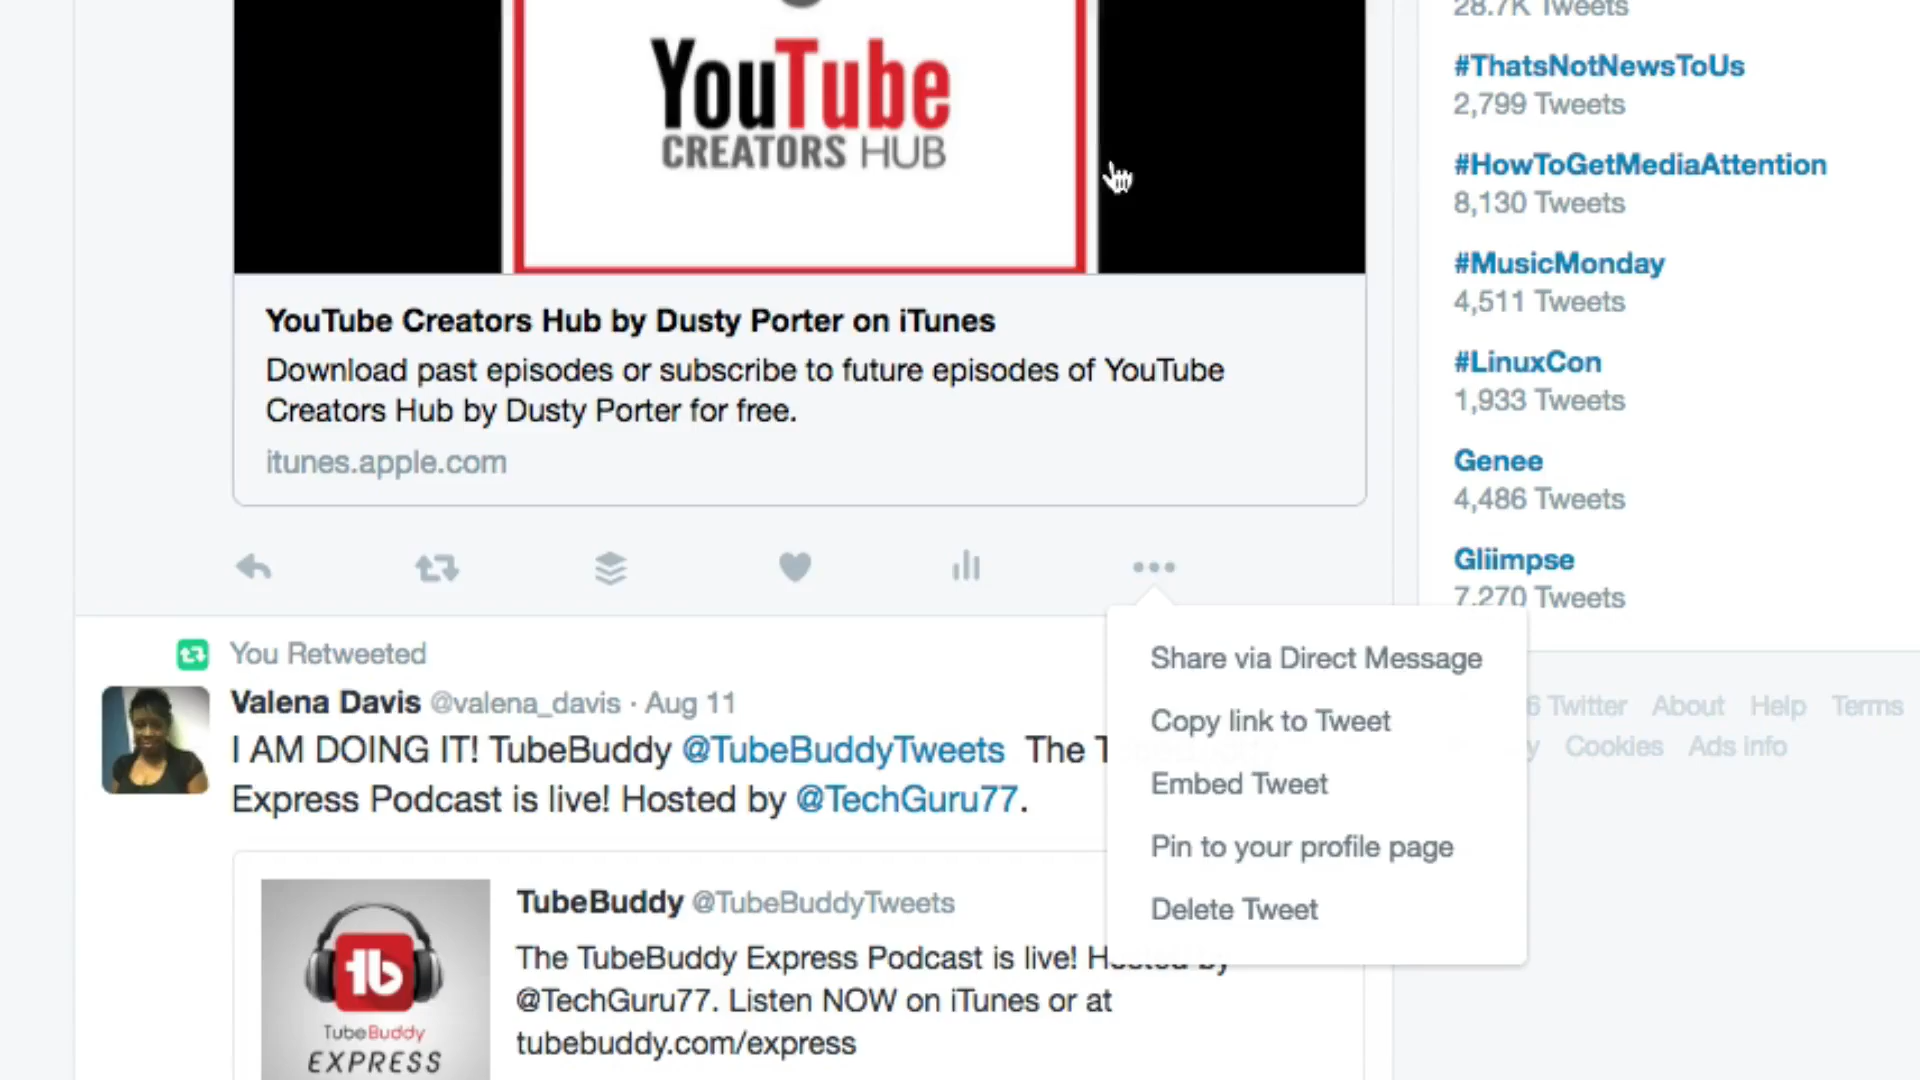 YouTube
CREATORS HUB
YouTube Creators Hub by Dusty Porter on iTunes
Download past episodes or subscribe to future episodes of YouTube
Creators Hub by Dusty Porter for free.
itunes.apple.com
You Retweeted
Valena Davis @valena_davis · Aug 11
I AM DOING IT! TubeBuddy @TubeBuddyTweets The
Express Podcast is live! Hosted by @TechGuru77.
tb
TubeBuddy
EXPRESS
TubeBuddy @TubeBuddyTweets
The TubeBuddy Express Podcast is live! Hosted by
@TechGuru77. Listen NOW on iTunes or at
tubebuddy.com/express
Share via Direct Message
Copy link to Tweet
Embed Tweet
Pin to your profile page
Delete Tweet
28.7K Tweets
#ThatsNotNewsToUs
2,799 Tweets
#HowToGetMediaAttention
8,130 Tweets
#MusicMonday
4,511 Tweets
#LinuxCon
1,933 Tweets
Genee
4,486 Tweets
Gliimpse
7,270 Tweets
6 Twitter About Help Terms
Cookies Ads info